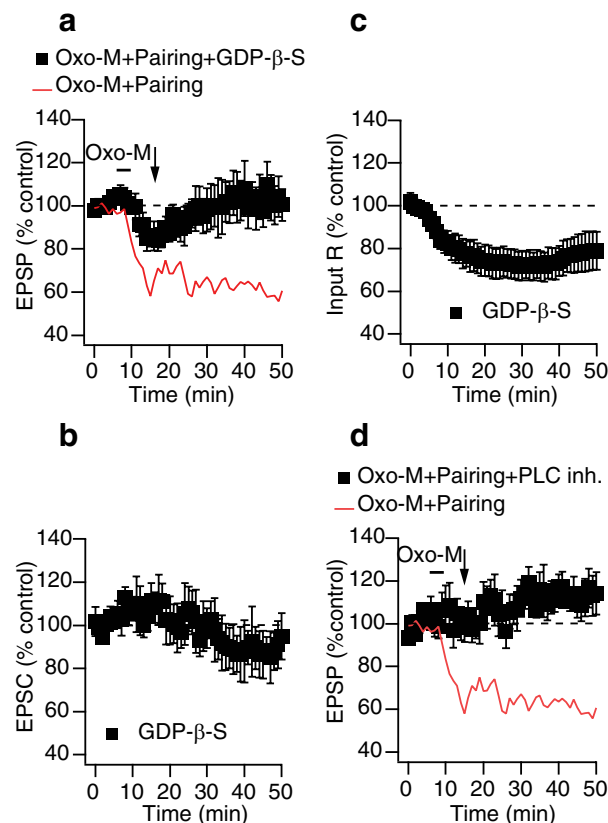 a
■ Oxo-M+Pairing+GDP-β-S
Oxo-M+Pairing
EPSP (% control)
140
120
100
80
60
40
Oxo-M
0 10 20 30 40 50
Time (min)
c
Input R (% control)
140
120
100
80
60
40
■ GDP-β-S
0 10 20 30 40 50
Time (min)
b
EPSC (% control)
140
120
100
80
60
40
■ GDP-β-S
0 10 20 30 40 50
Time (min)
d
■ Oxo-M+Pairing+PLC inh.
Oxo-M+Pairing
EPSP (%control)
140
120
100
80
60
40
Oxo-M
0 10 20 30 40 50
Time (min)